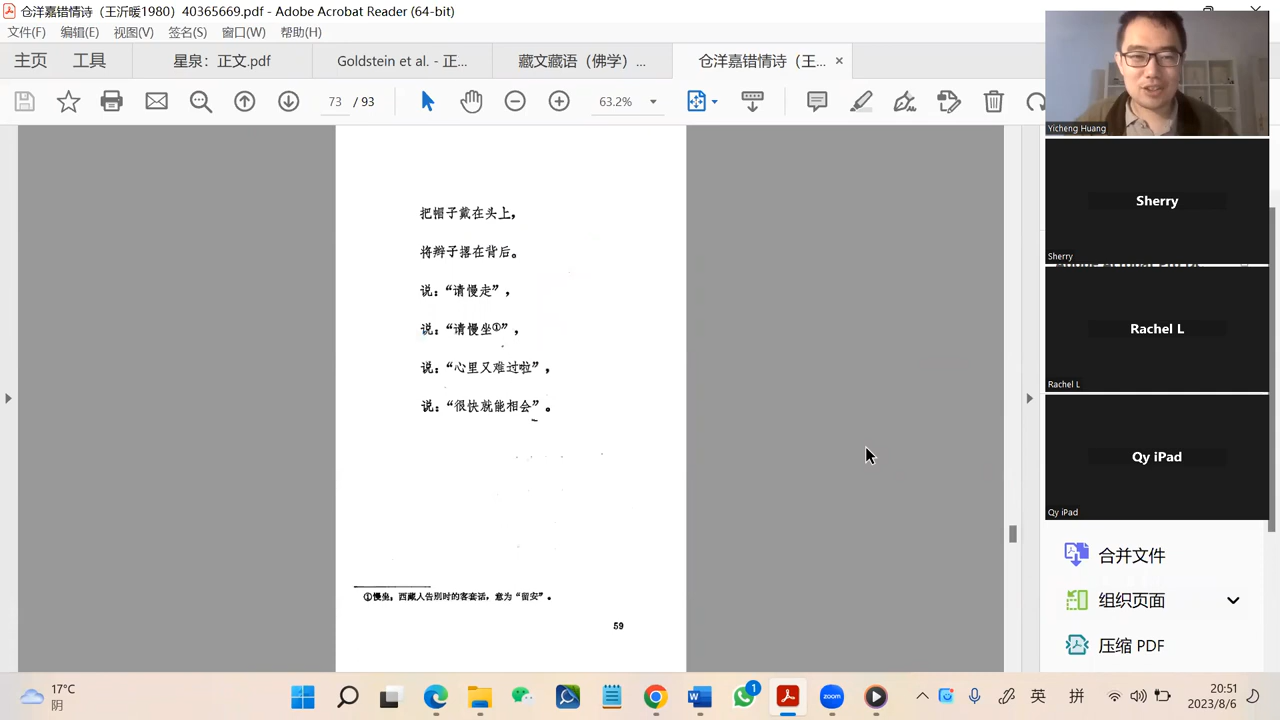 仓洋嘉错情诗（王沂暖1980）40365669.pdf - Adobe Acrobat Reader (64-bit)
文件(F) 编辑(E) 视图(V) 签名(S) 窗口(W) 帮助(H)
主页 工具 星泉：正文.pdf Goldstein et al. - 正... 藏文藏语（佛学）... 仓洋嘉错情诗（王... ×
73 / 93 63.2%
把帽子戴在头上，
将辫子撂在背后。
说：“请慢走”，
说：“请慢坐①”，
说：“心里又难过啦”，
说：“很快就能相会”。
①慢坐，西藏人告别时的客套话，意为“留安”。
59
Yicheng Huang
Sherry
Sherry
Rachel L
Rachel L
Qy iPad
Qy iPad
合并文件
组织页面
压缩 PDF
17°C
阴
1
zoom
英
拼
20:51
2023/8/6